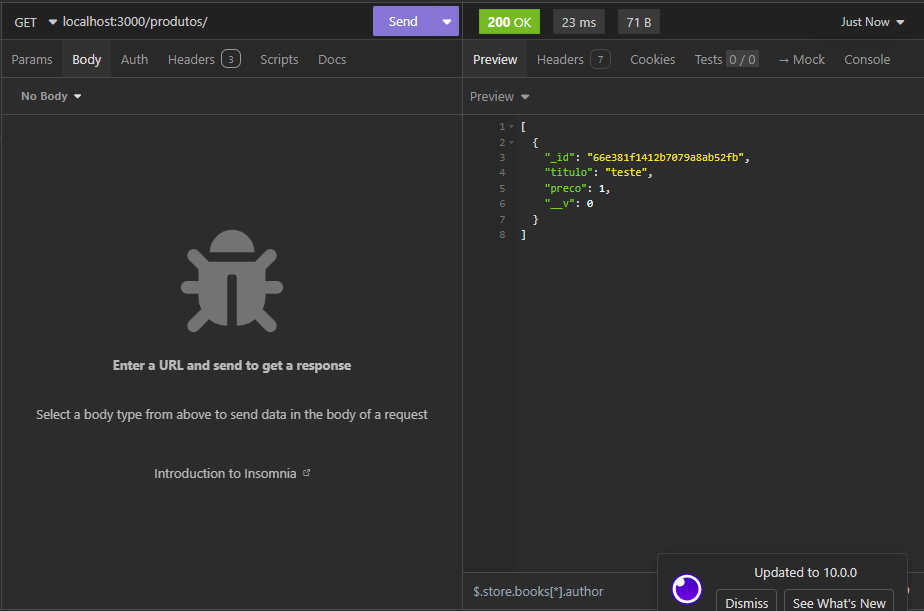 GET localhost:3000/produtos/ Send
200 OK 23 ms 71 B Just Now
Params Body Auth Headers 3 Scripts Docs
Preview Headers 7 Cookies Tests 0 / 0 → Mock Console
No Body
Preview
1 [
2 {
3 "_id": "66e381f1412b7079a8ab52fb",
4 "titulo": "teste",
5 "preco": 1,
6 "__v": 0
7 }
8 ]
Enter a URL and send to get a response
Select a body type from above to send data in the body of a request
Introduction to Insomnia
$.store.books[*].author
Updated to 10.0.0
Dismiss See What's New